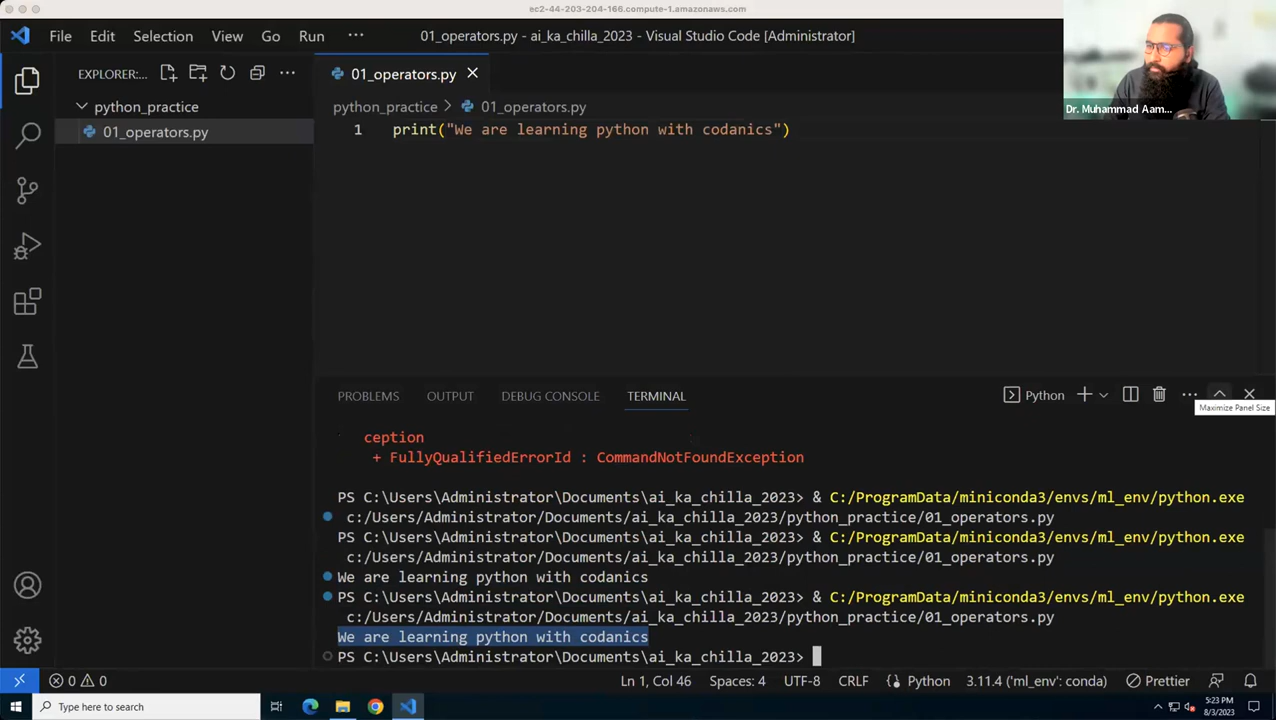 ec2-44-203-204-166.compute-1.amazonaws.com
File Edit Selection View Go Run ··· 01_operators.py - ai_ka_chilla_2023 - Visual Studio Code [Administrator]
Dr. Muhammad Aam...
EXPLORER:...
python_practice
01_operators.py
01_operators.py
python_practice > 01_operators.py
1 print("We are learning python with codanics")
PROBLEMS OUTPUT DEBUG CONSOLE TERMINAL Python
Maximize Panel Size
ception
+ FullyQualifiedErrorId : CommandNotFoundException
PS C:\Users\Administrator\Documents\ai_ka_chilla_2023> & C:/ProgramData/miniconda3/envs/ml_env/python.exe
c:/Users/Administrator/Documents/ai_ka_chilla_2023/python_practice/01_operators.py
PS C:\Users\Administrator\Documents\ai_ka_chilla_2023> & C:/ProgramData/miniconda3/envs/ml_env/python.exe
c:/Users/Administrator/Documents/ai_ka_chilla_2023/python_practice/01_operators.py
We are learning python with codanics
PS C:\Users\Administrator\Documents\ai_ka_chilla_2023> & C:/ProgramData/miniconda3/envs/ml_env/python.exe
c:/Users/Administrator/Documents/ai_ka_chilla_2023/python_practice/01_operators.py
We are learning python with codanics
PS C:\Users\Administrator\Documents\ai_ka_chilla_2023>
0 0 Ln 1, Col 46 Spaces: 4 UTF-8 CRLF Python 3.11.4 ('ml_env': conda) Prettier
Type here to search
5:23 PM
8/3/2023